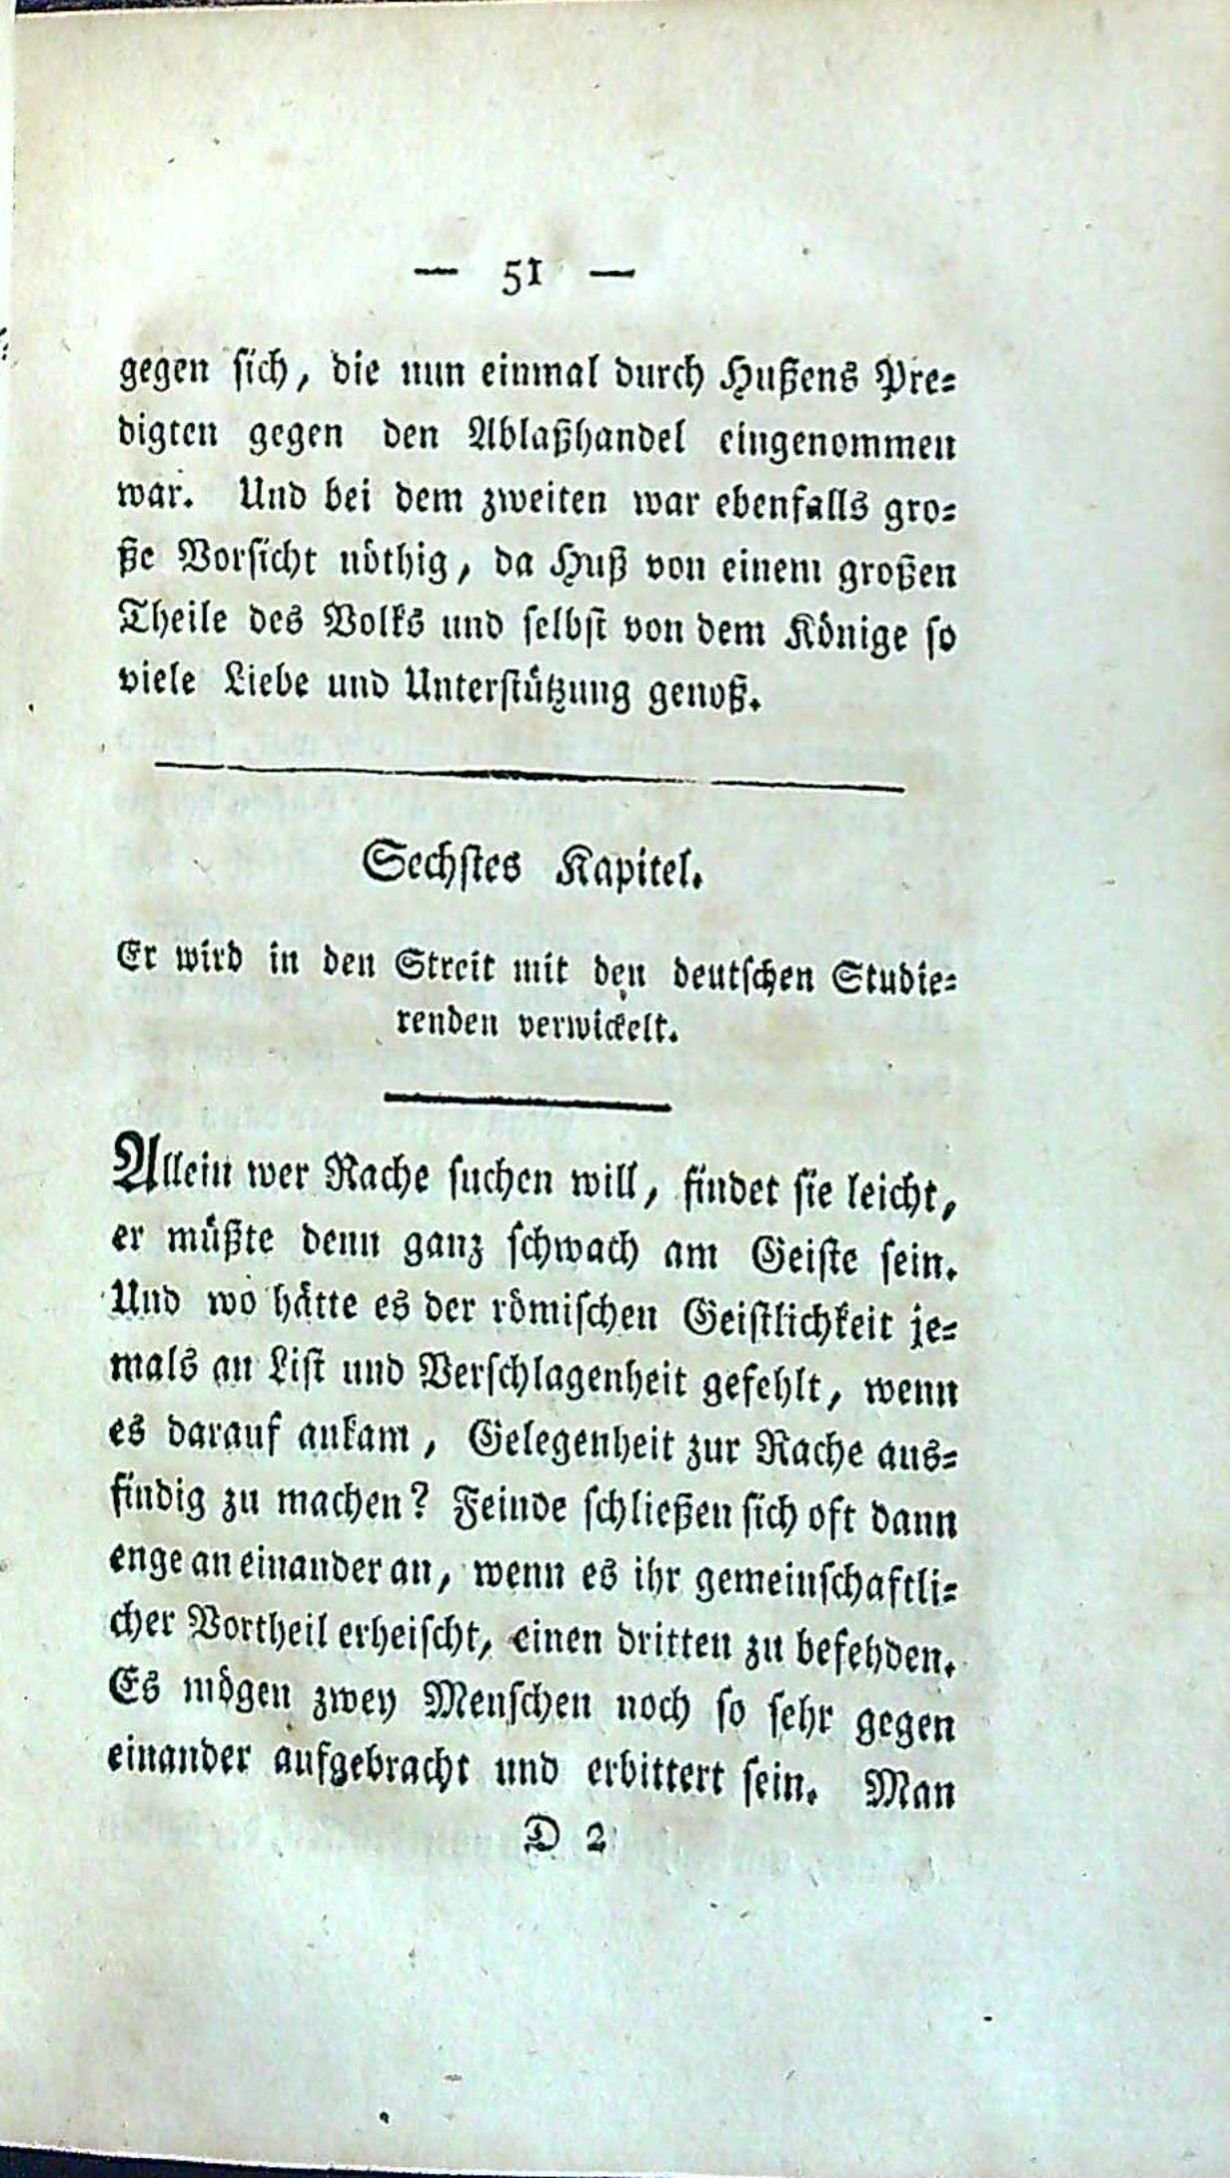 — 51 —
gegen sich, die nun einmal durch Hußens Pre=
digten gegen den Ablaßhandel eingenommen
war. Und bei dem zweiten war ebenfalls gro=
ße Vorsicht nöthig, da Huß von einem großen
Theile des Volks und selbst von dem Könige so
viele Liebe und Unterstützung genoß.
Sechstes Kapitel.
Er wird in den Streit mit den deutschen Studie=
renden verwickelt.
Allein wer Rache suchen will, findet sie leicht,
er müßte denn ganz schwach am Geiste sein.
Und wo hätte es der römischen Geistlichkeit je=
mals an List und Verschlagenheit gefehlt, wenn
es darauf ankam, Gelegenheit zur Rache aus=
findig zu machen? Feinde schließen sich oft dann
enge an einander an, wenn es ihr gemeinschaftli=
cher Vortheil erheischt, einen dritten zu befehden.
Es mögen zwey Menschen noch so sehr gegen
einander aufgebracht und erbittert sein. Man
D 2